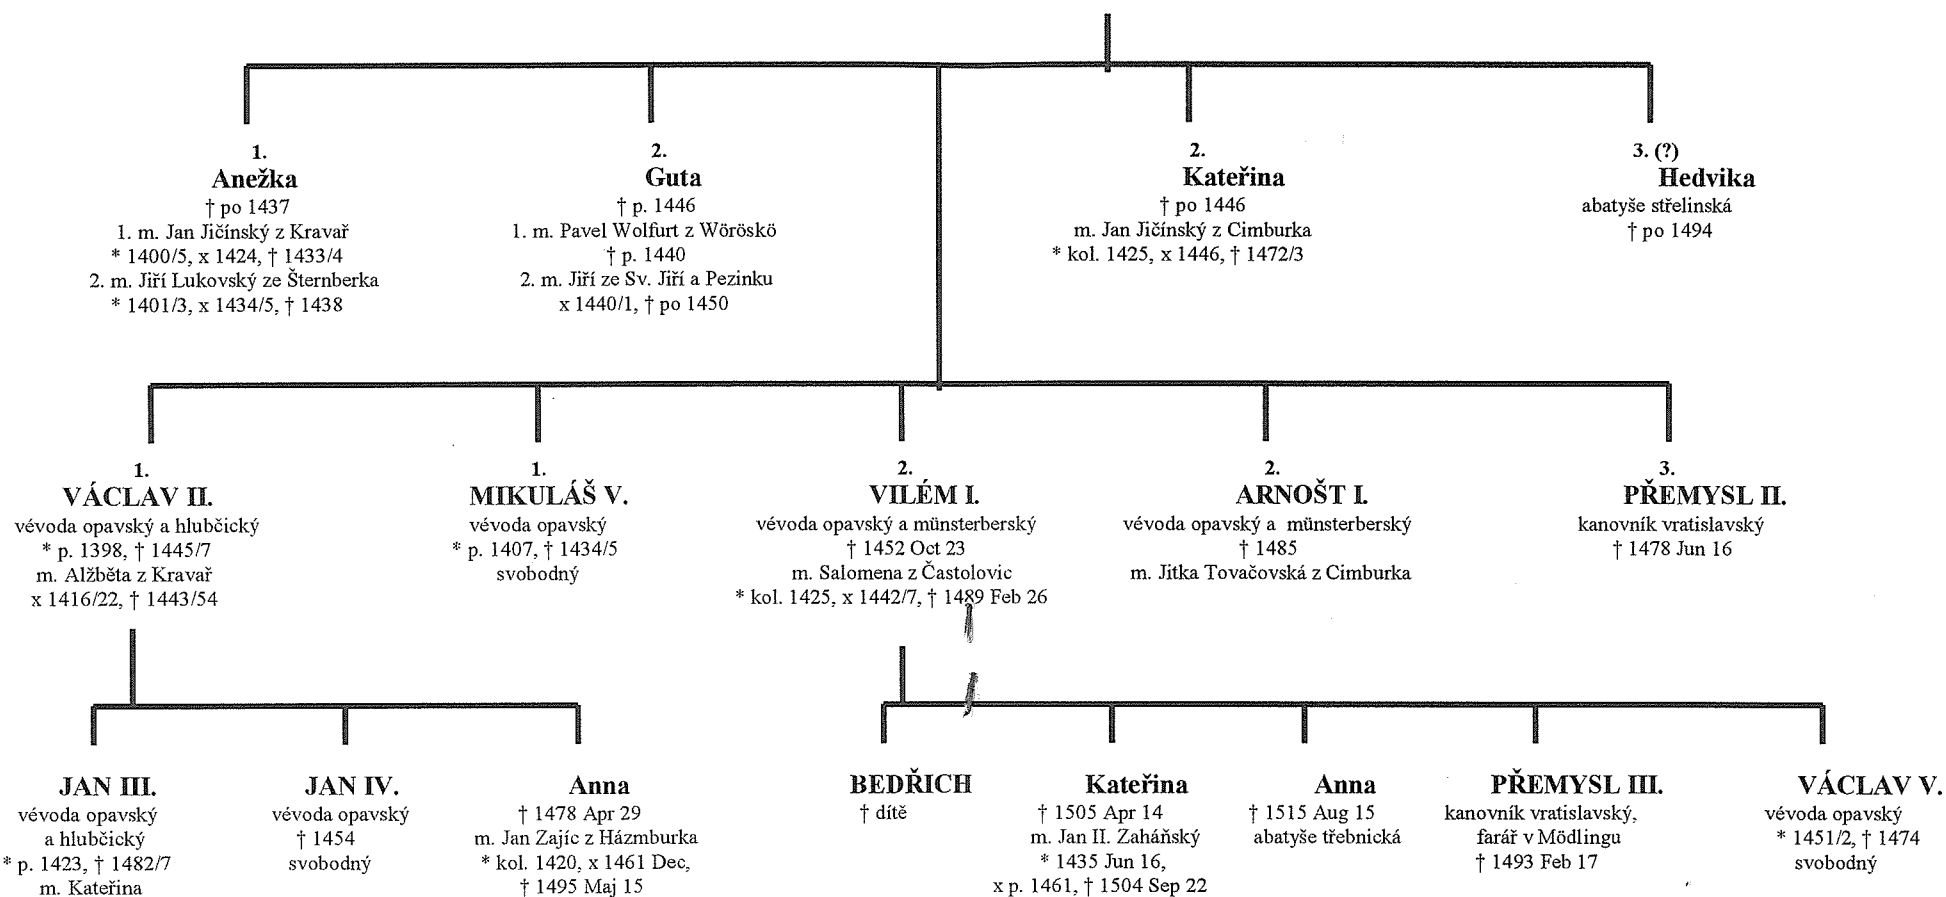 1.
Anežka
† po 1437
1. m. Jan Jičínský z Kravař
* 1400/5, x 1424, † 1433/4
2. m. Jiří Lukovský ze Šternberka
* 1401/3, x 1434/5, † 1438
2.
Guta
† p. 1446
1. m. Pavel Wolfurt z Wöröskö
† p. 1440
2. m. Jiří ze Sv. Jiří a Pezinku
x 1440/1, † po 1450
2.
Kateřina
† po 1446
m. Jan Jičínský z Cimburka
* kol. 1425, x 1446, † 1472/3
3. (?)
Hedvika
abatyše střelinská
† po 1494
1.
VÁCLAV II.
vévoda opavský a hlubčický
* p. 1398, † 1445/7
m. Alžběta z Kravař
x 1416/22, † 1443/54
1.
MIKULÁŠ V.
vévoda opavský
* p. 1407, † 1434/5
svobodný
2.
VILÉM I.
vévoda opavský a münsterberský
† 1452 Oct 23
m. Salomena z Častolovic
* kol. 1425, x 1442/7, † 1489 Feb 26
2.
ARNOŠT I.
vévoda opavský a münsterberský
† 1485
m. Jitka Tovačovská z Cimburka
3.
PŘEMYSL II.
kanovník vratislavský
† 1478 Jun 16
JAN III.
vévoda opavský
a hlubčický
* p. 1423, † 1482/7
m. Kateřina
JAN IV.
vévoda opavský
† 1454
svobodný
Anna
† 1478 Apr 29
m. Jan Zajíc z Házmburka
* kol. 1420, x 1461 Dec,
† 1495 Maj 15
BEDŘICH
† dítě
Kateřina
† 1505 Apr 14
m. Jan II. Zaháňský
* 1435 Jun 16,
x p. 1461, † 1504 Sep 22
Anna
† 1515 Aug 15
abatyše třebnická
PŘEMYSL III.
kanovník vratislavský,
farář v Mödlingu
† 1493 Feb 17
VÁCLAV V.
vévoda opavský
* 1451/2, † 1474
svobodný